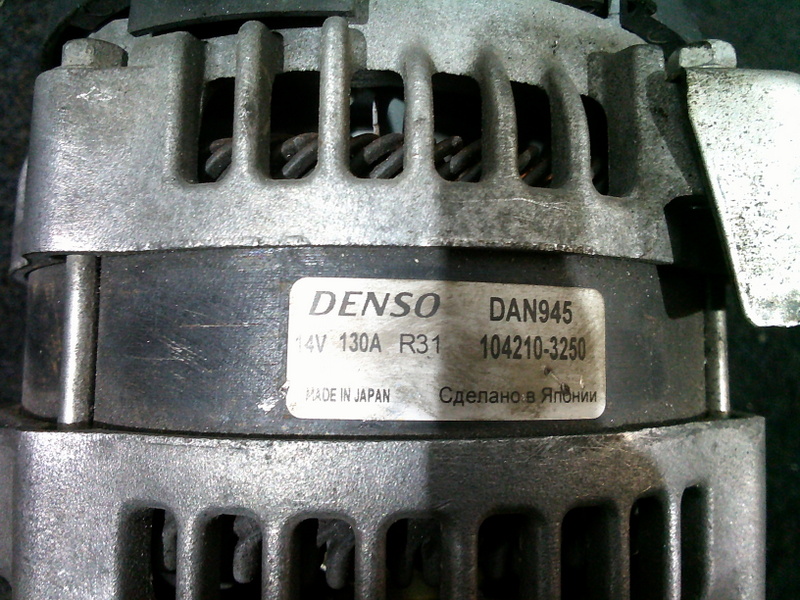 DENSO DAN945
14V 130A R31 104210-3250
MADE IN JAPAN Сделано в Японии